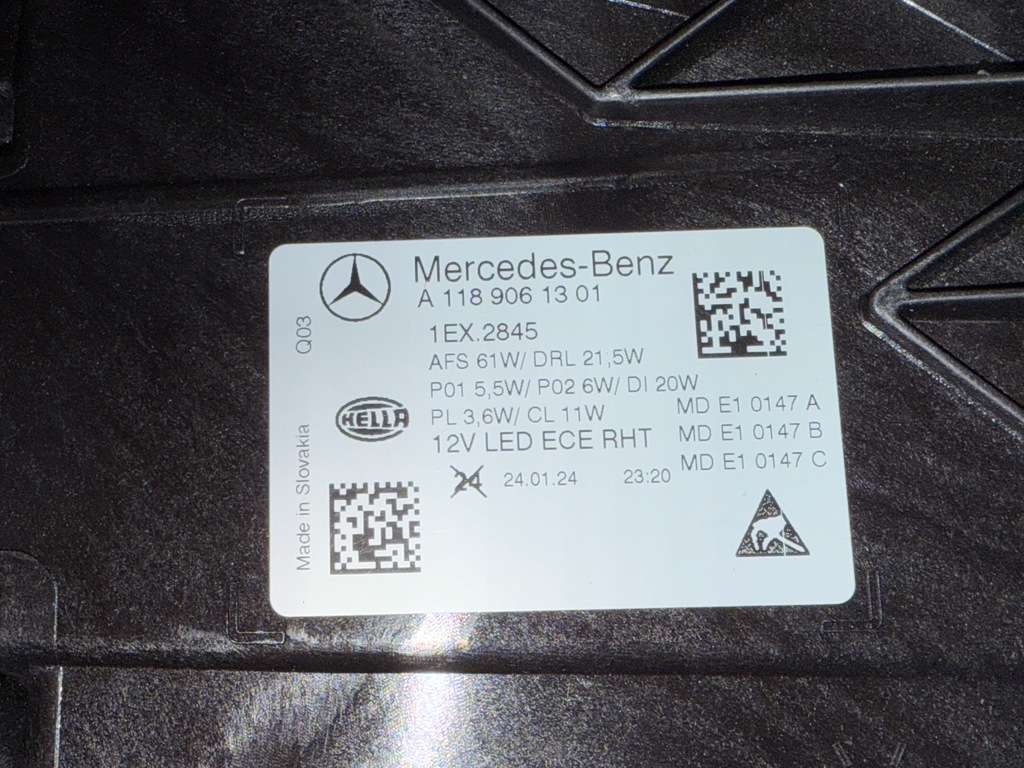 Mercedes-Benz
A 118 906 13 01
1EX.2845
AFS 61W/ DRL 21,5W
P01 5,5W/ P02 6W/ DI 20W
PL 3,6W/ CL 11W
12V LED ECE RHT
MD E1 0147 A
MD E1 0147 B
MD E1 0147 C
24 24.01.24 23:20
HELLA
Q03
Made in Slovakia